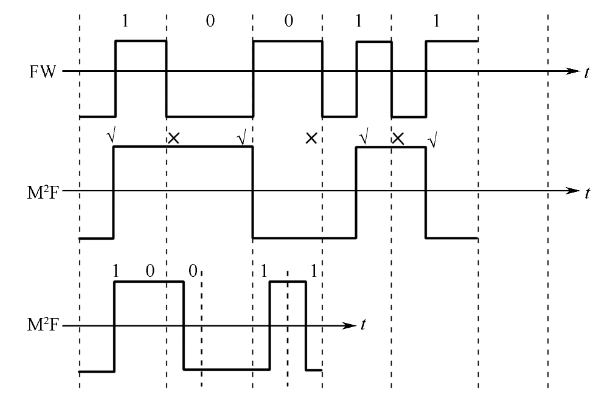 1 0 0 1 1
FW t
√ × √ × √ × √
M²F t
1 0 0 1 1
M²F t